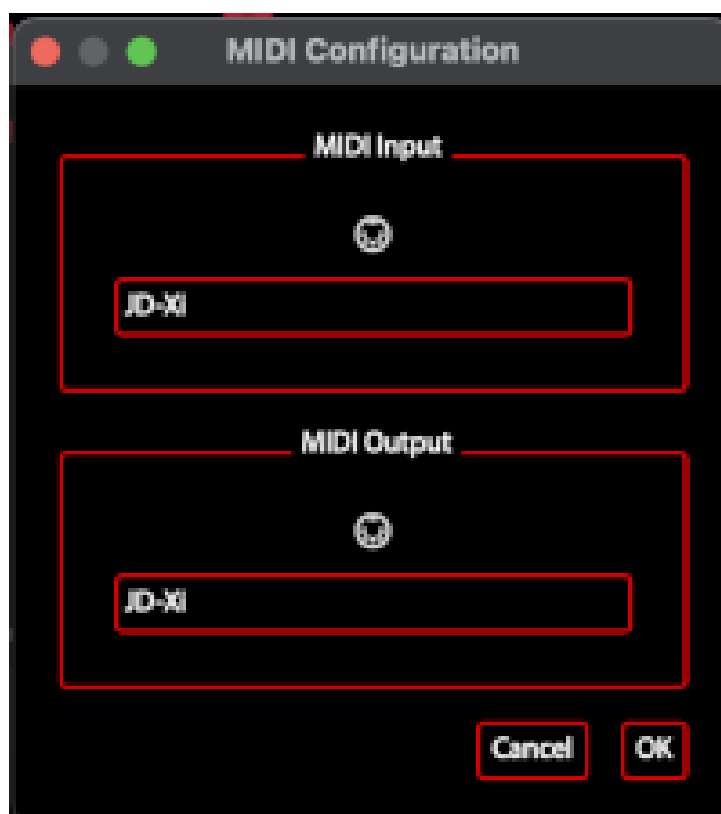 MIDI Configuration
MIDI Input
JD-Xi
MIDI Output
JD-Xi
Cancel
OK